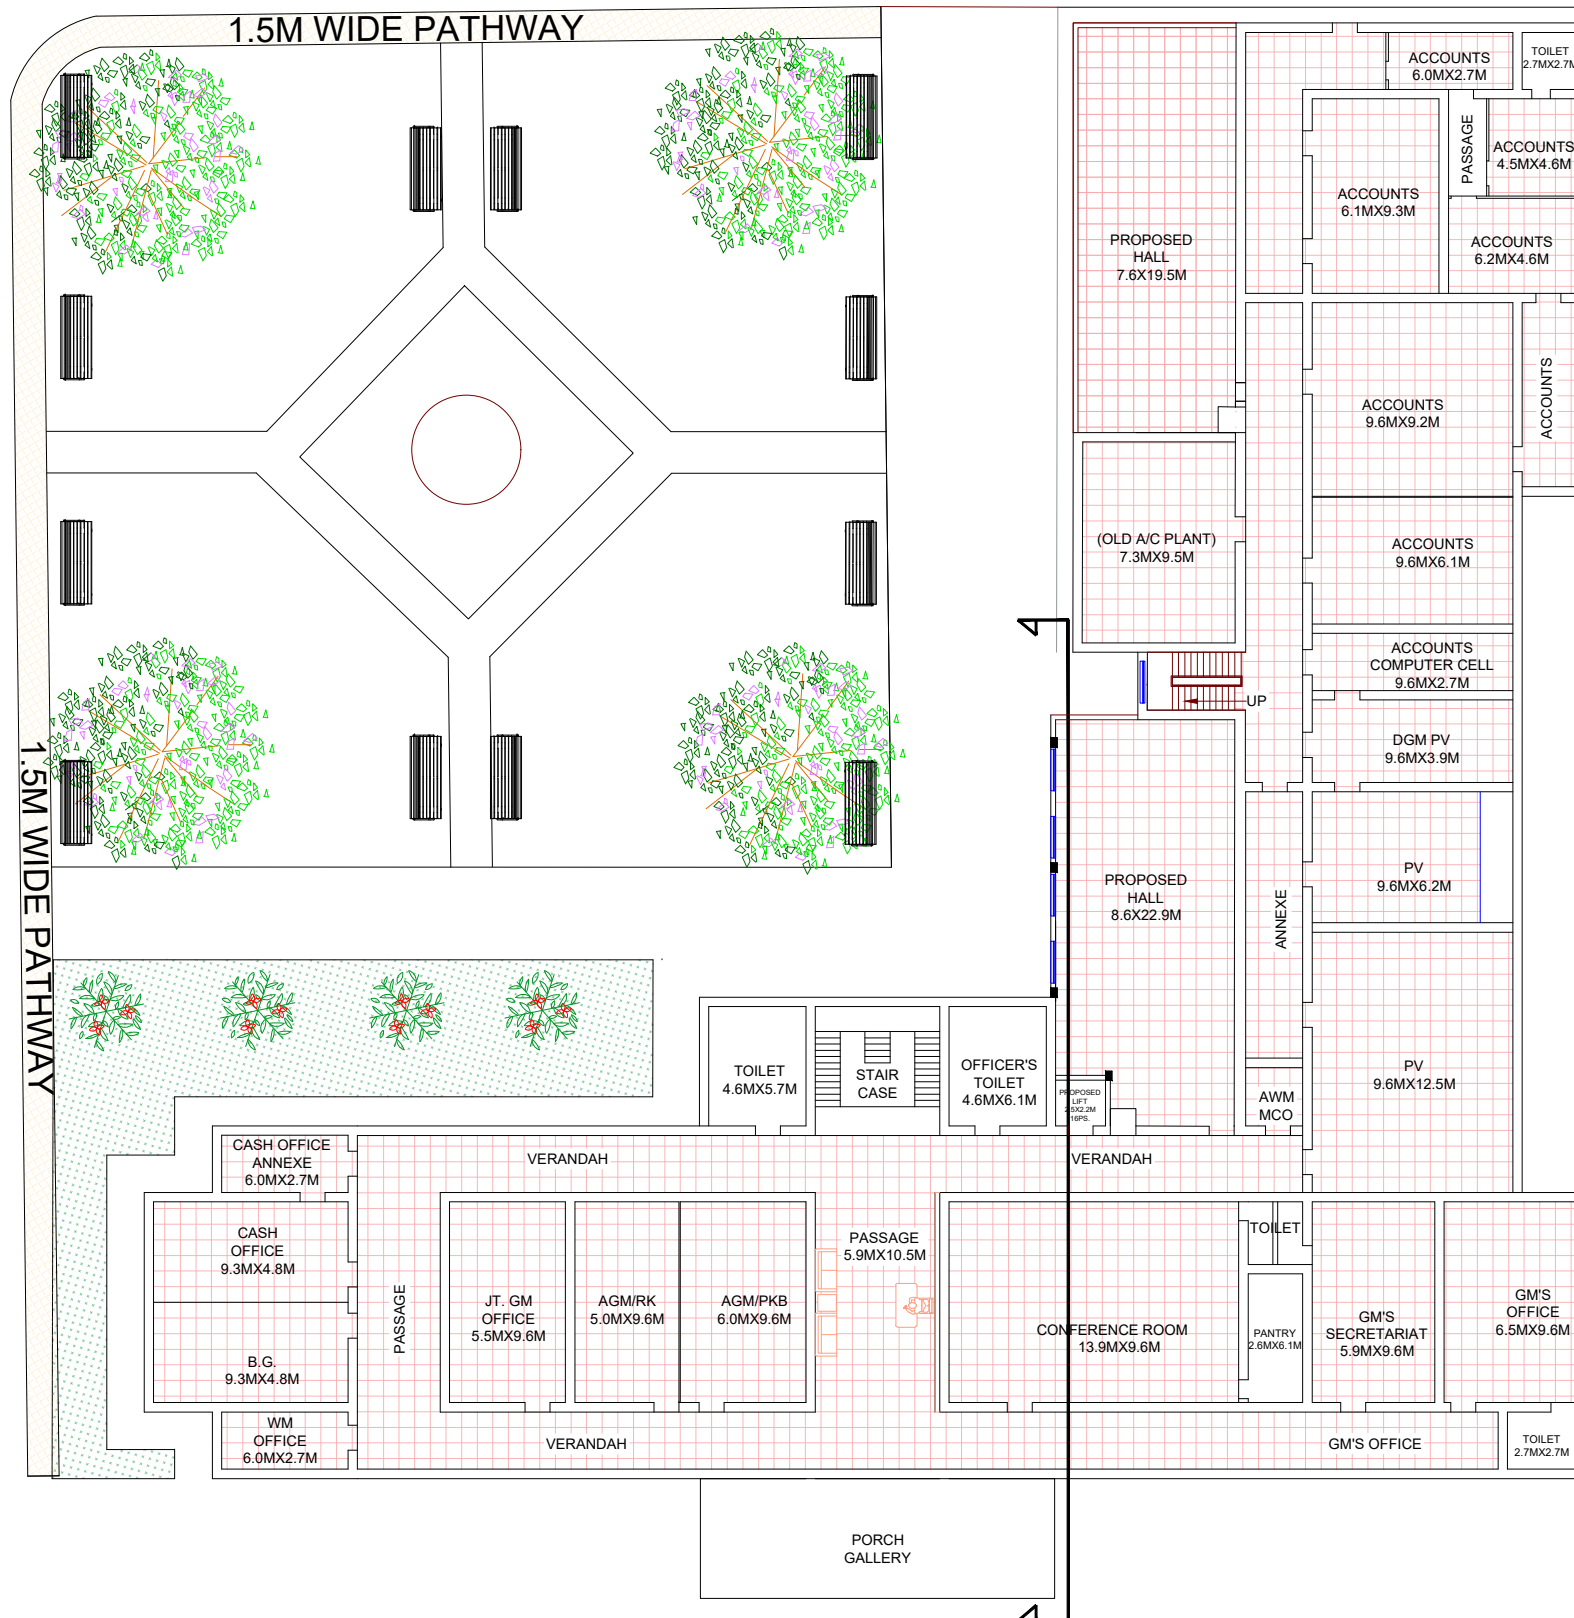 1.5M WIDE PATHWAY
ACCOUNTS
6.0MX2.7M
TOILET
2.7MX2.7M
PASSAGE
ACCOUNTS
4.5MX4.6M
ACCOUNTS
6.1MX9.3M
PROPOSED
HALL
7.6X19.5M
ACCOUNTS
6.2MX4.6M
ACCOUNTS
9.6MX9.2M
ACCOUNTS
(OLD A/C PLANT)
7.3MX9.5M
ACCOUNTS
9.6MX6.1M
ACCOUNTS
COMPUTER CELL
9.6MX2.7M
UP
DGM PV
9.6MX3.9M
1.5M WIDE PATHWAY
PROPOSED
HALL
8.6X22.9M
ANNEXE
PV
9.6MX6.2M
TOILET
4.6MX5.7M
STAIR
CASE
OFFICER'S
TOILET
4.6MX6.1M
PROPOSED
LIFT
2.5X2.2M
16PS.
AWM
MCO
PV
9.6MX12.5M
CASH OFFICE
ANNEXE
6.0MX2.7M
VERANDAH
VERANDAH
CASH
OFFICE
9.3MX4.8M
PASSAGE
5.9MX10.5M
TOILET
PASSAGE
JT. GM
OFFICE
5.5MX9.6M
AGM/RK
5.0MX9.6M
AGM/PKB
6.0MX9.6M
CONFERENCE ROOM
13.9MX9.6M
PANTRY
2.6MX6.1M
GM'S
SECRETARIAT
5.9MX9.6M
GM'S
OFFICE
6.5MX9.6M
B.G.
9.3MX4.8M
WM
OFFICE
6.0MX2.7M
VERANDAH
GM'S OFFICE
TOILET
2.7MX2.7M
PORCH
GALLERY